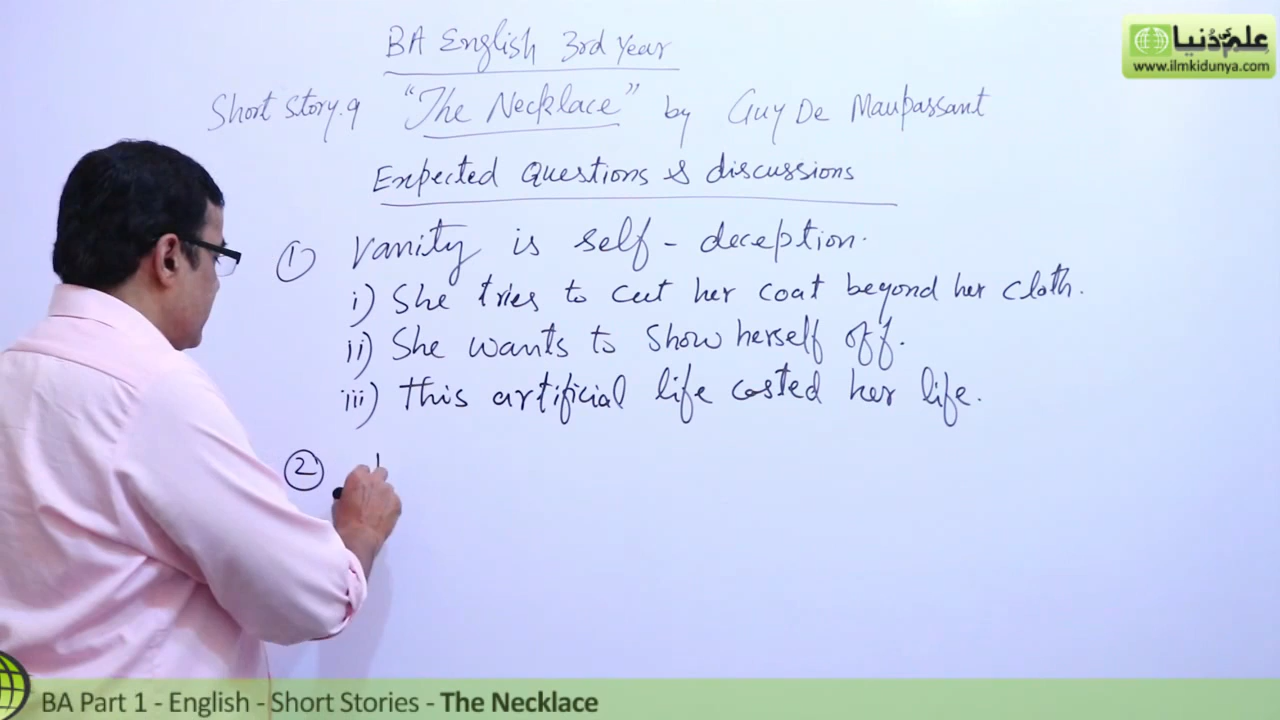 BA English 3rd Year
علم کی دُنیا
www.ilmkidunya.com
Short Story.9 "The Necklace" by Guy De Maupassant
Expected Questions & discussions
① Vanity is self-deception.
i) She tries to cut her coat beyond her cloth.
ii) She wants to show herself off.
iii) This artificial life costed her life.
②
BA Part 1 - English - Short Stories - The Necklace